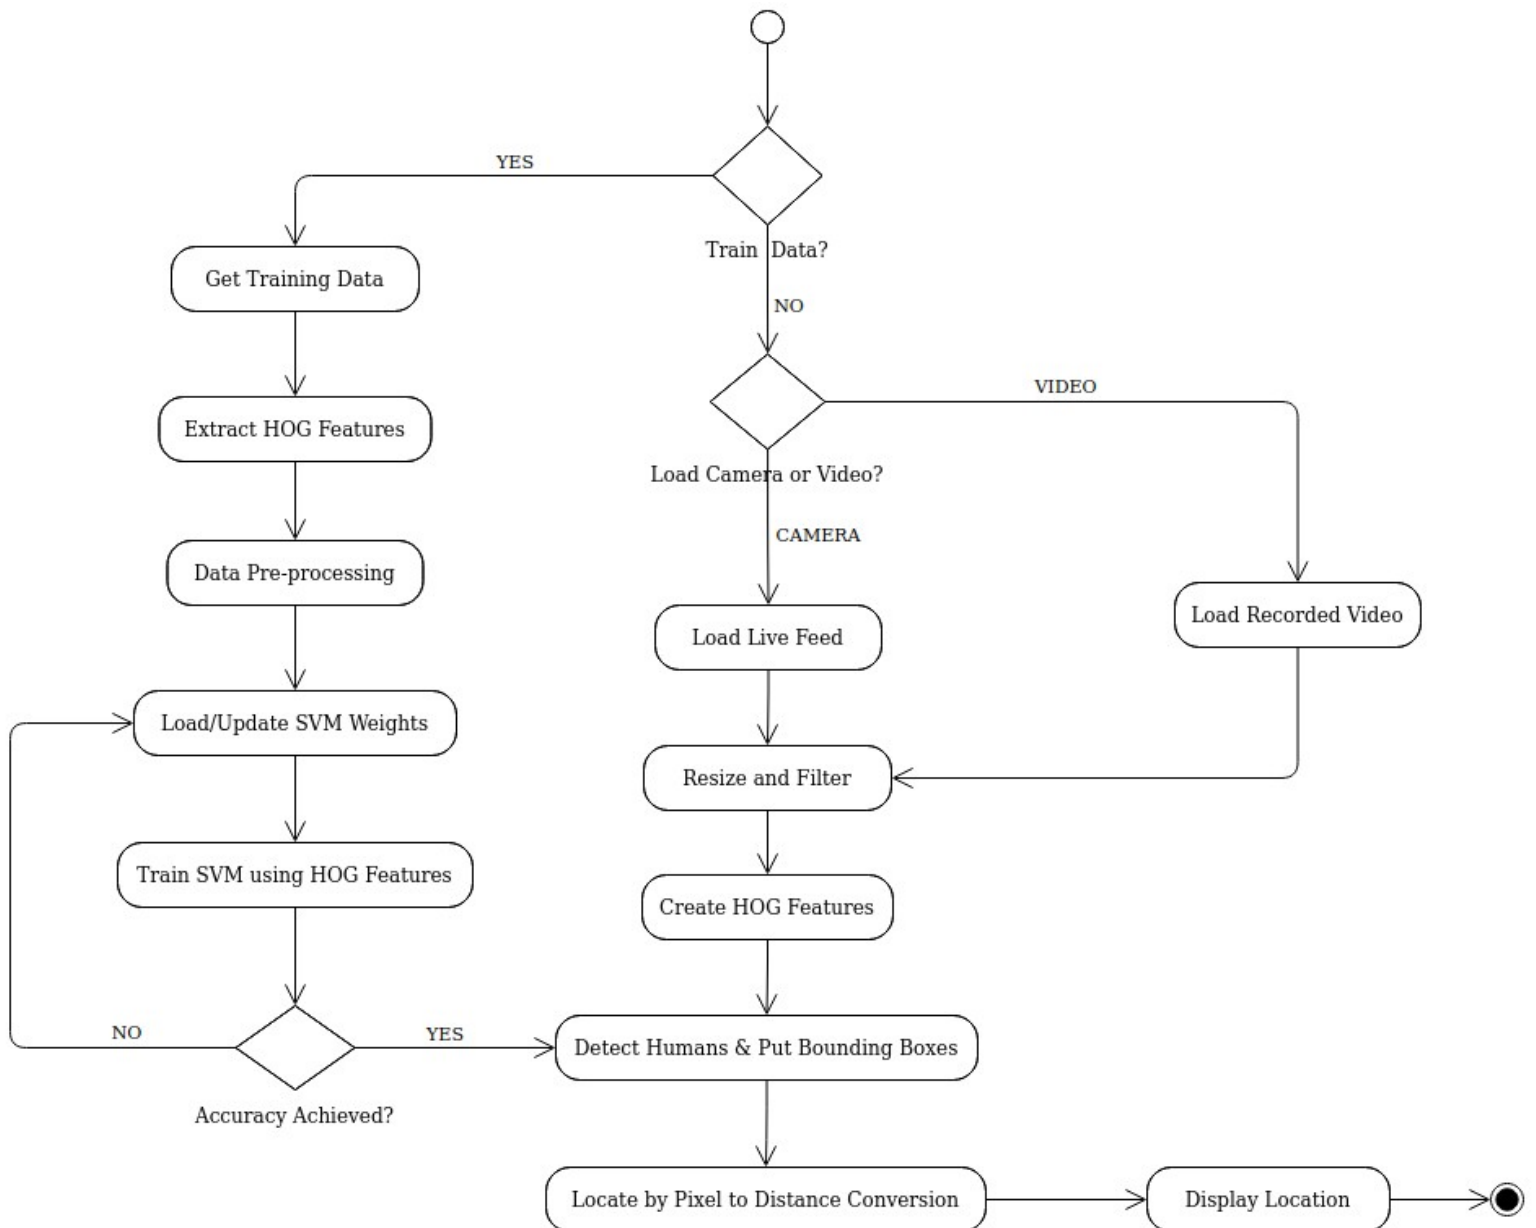 YES
Train Data?
Get Training Data
NO
VIDEO
Extract HOG Features
Load Camera or Video?
CAMERA
Data Pre-processing
Load Live Feed
Load Recorded Video
Load/Update SVM Weights
Resize and Filter
Train SVM using HOG Features
Create HOG Features
NO
YES
Detect Humans & Put Bounding Boxes
Accuracy Achieved?
Locate by Pixel to Distance Conversion
Display Location